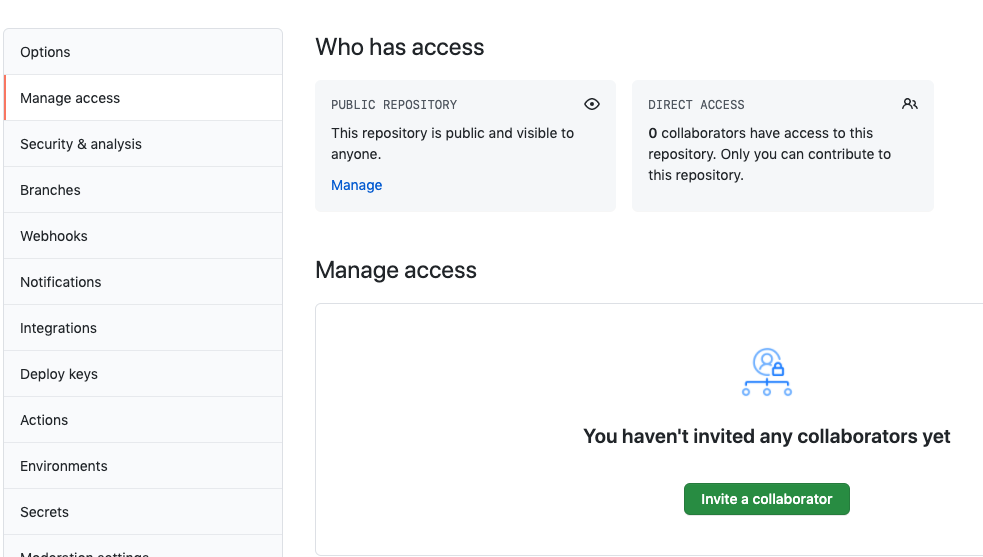 Options
Manage access
Security & analysis
Branches
Webhooks
Notifications
Integrations
Deploy keys
Actions
Environments
Secrets
Moderation settings
Who has access
PUBLIC REPOSITORY
This repository is public and visible to
anyone.
Manage
DIRECT ACCESS
0 collaborators have access to this
repository. Only you can contribute to
this repository.
Manage access
You haven't invited any collaborators yet
Invite a collaborator